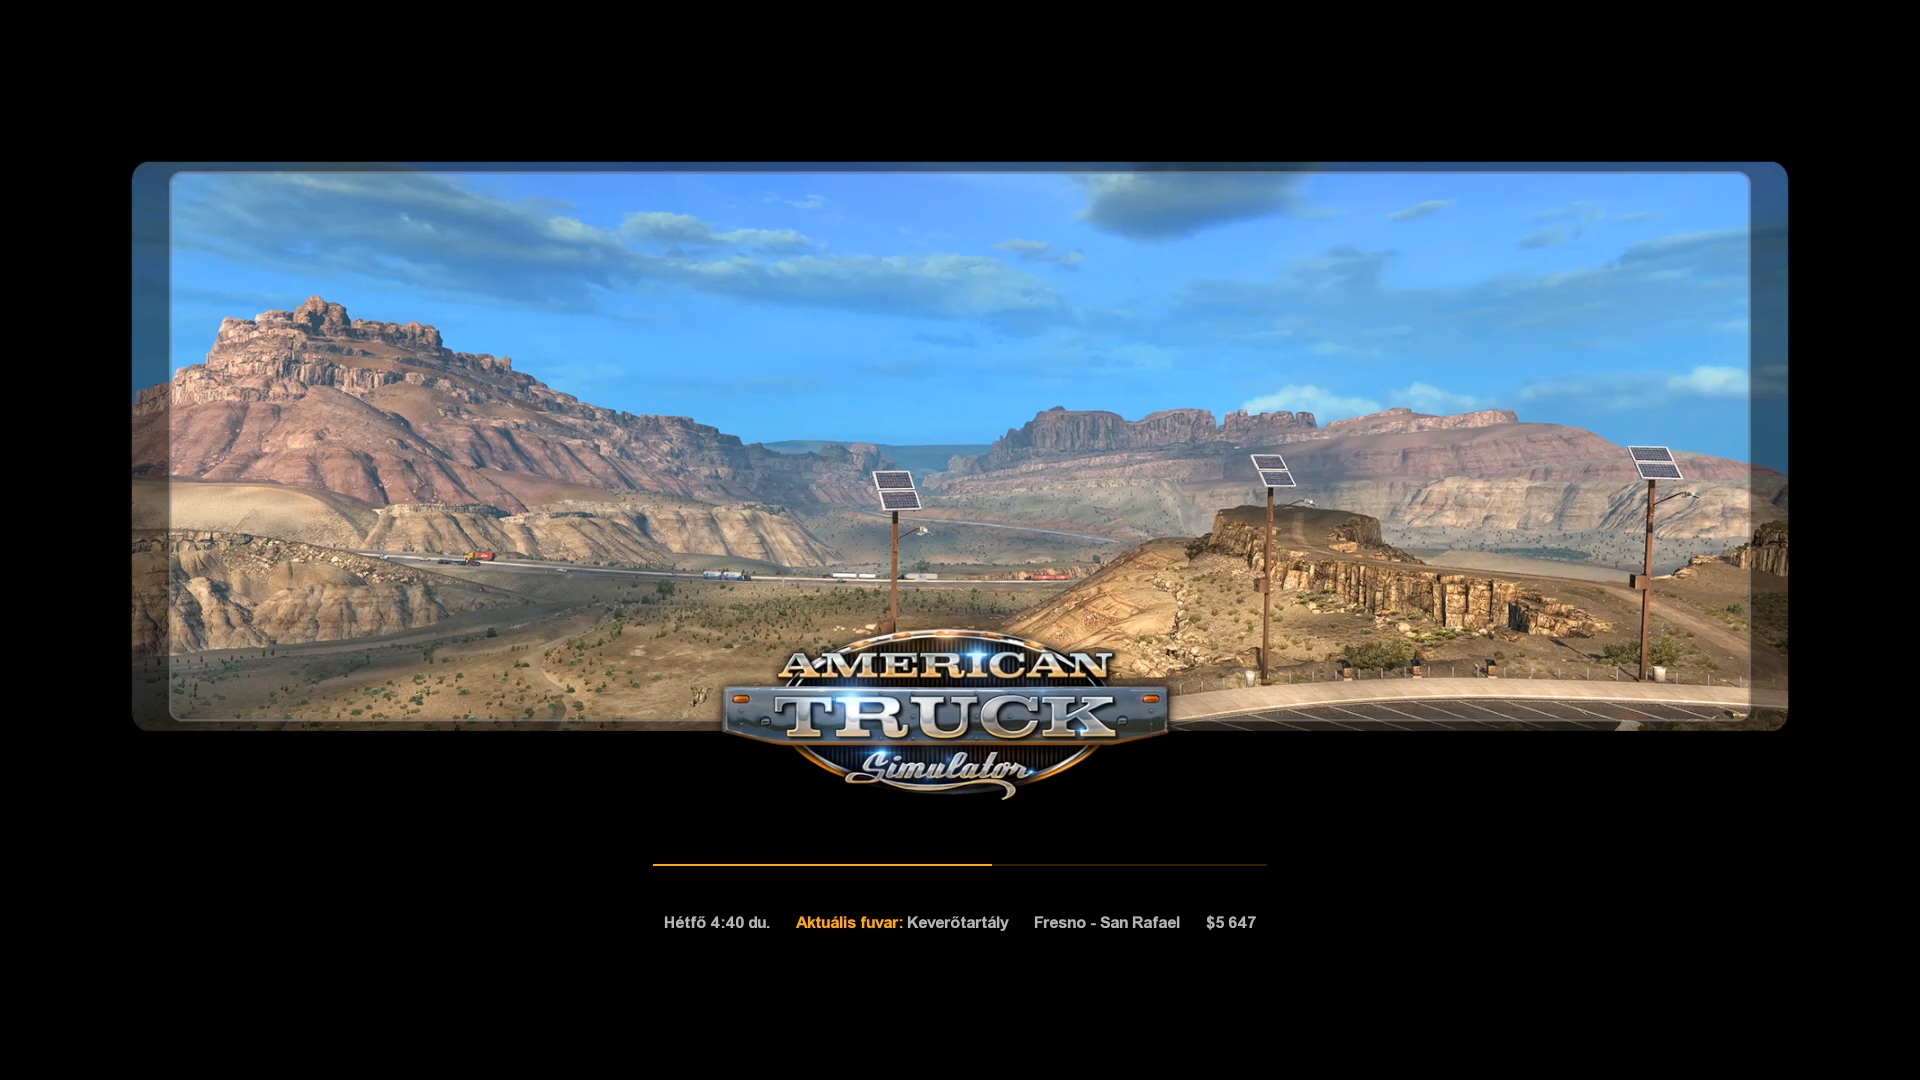 AMERICAN
TRUCK
Simulator
Hétfő 4:40 du. Aktuális fuvar: Keverőtartály Fresno - San Rafael $5 647